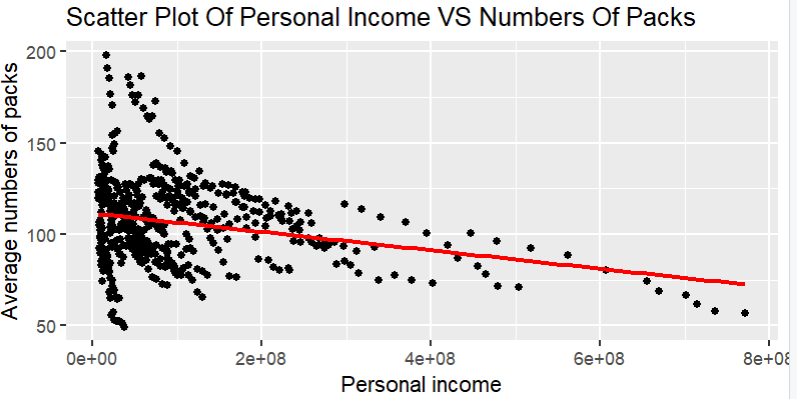 Scatter Plot Of Personal Income VS Numbers Of Packs
Average numbers of packs
200
150
100
50
0e+00 2e+08 4e+08 6e+08 8e+08
Personal income